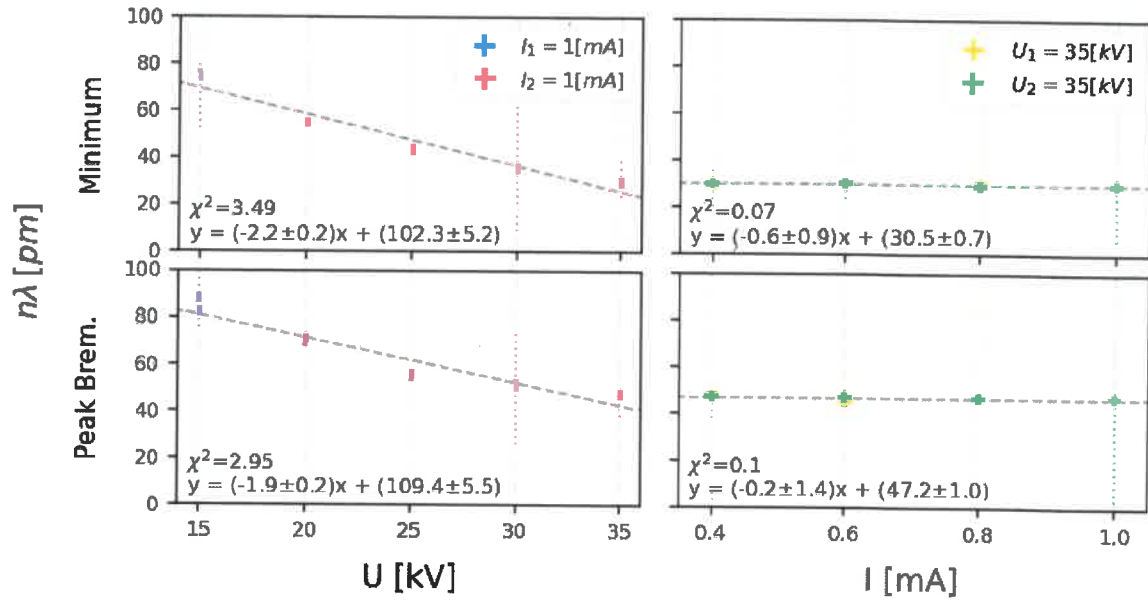 nλ [pm]
Minimum
100
80
60
40
20
0
I₁ = 1[mA]
I₂ = 1[mA]
χ²=3.49
y = (-2.2±0.2)x + (102.3±5.2)
U₁ = 35[kV]
U₂ = 35[kV]
χ²=0.07
y = (-0.6±0.9)x + (30.5±0.7)
Peak Brem.
100
80
60
40
20
0
χ²=2.95
y = (-1.9±0.2)x + (109.4±5.5)
χ²=0.1
y = (-0.2±1.4)x + (47.2±1.0)
15 20 25 30 35
0.4 0.6 0.8 1.0
U [kV]
I [mA]